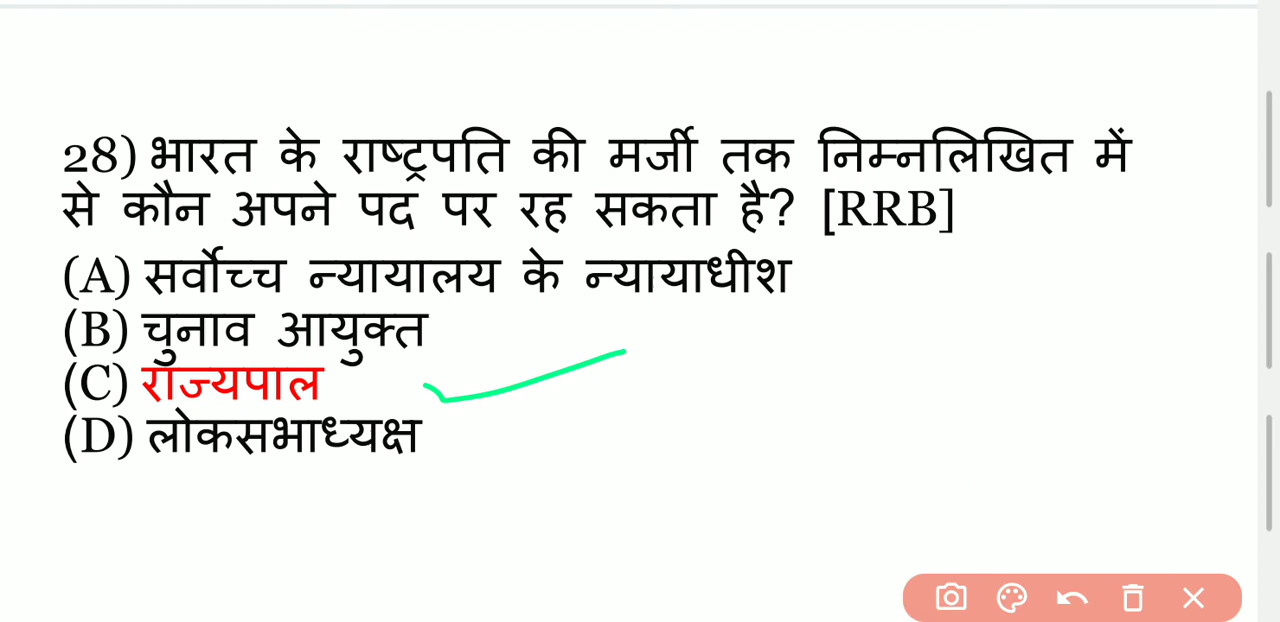 28) भारत के राष्ट्रपति की मर्जी तक निम्नलिखित में
से कौन अपने पद पर रह सकता है? [RRB]
(A) सर्वोच्च न्यायालय के न्यायाधीश
(B) चुनाव आयुक्त
(C) राज्यपाल
(D) लोकसभाध्यक्ष